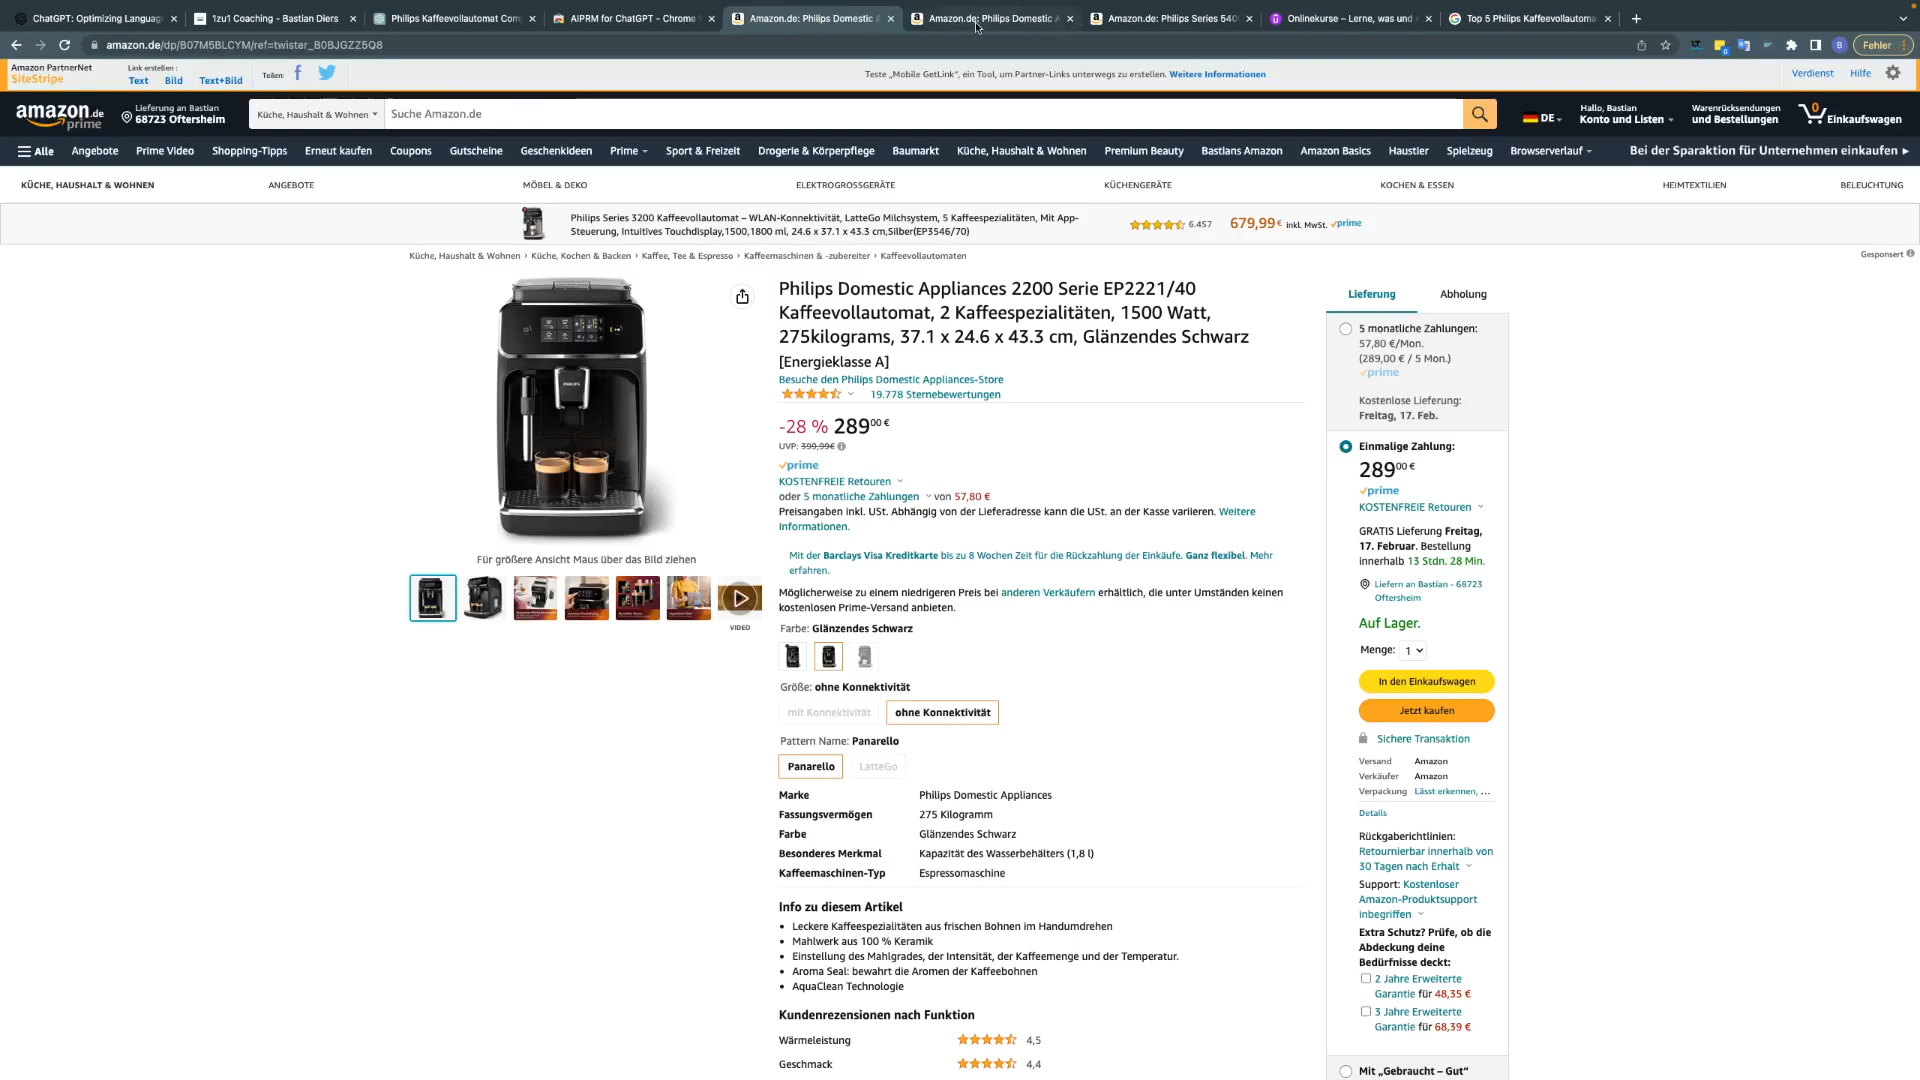 ChatGPT: Optimizing Languag
1zu1 Coaching - Bastian Diers
Philips Kaffeevollautomat Com
AIPRM for ChatGPT - Chrome
Amazon.de: Philips Domestic A
Amazon.de: Philips Domestic A
Amazon.de: Philips Series 540
Onlinekurse – Lerne, was und
Top 5 Philips Kaffeevollautoma
amazon.de/dp/B07M5BLCYM/ref=twister_B0BJGZZ5Q8
B
Fehler
Amazon PartnerNet
SiteStripe
Link erstellen :
Text Bild Text+Bild
Teilen:
Teste „Mobile GetLink“, ein Tool, um Partner-Links unterwegs zu erstellen. Weitere Informationen
Verdienst Hilfe
amazon.de
prime
Lieferung an Bastian
68723 Oftersheim
Küche, Haushalt & Wohnen
Suche Amazon.de
DE
Hallo, Bastian
Konto und Listen
Warenrücksendungen
und Bestellungen
0
Einkaufswagen
Alle Angebote Prime Video Shopping-Tipps Erneut kaufen Coupons Gutscheine Geschenkideen Prime Sport & Freizeit Drogerie & Körperpflege Baumarkt Küche, Haushalt & Wohnen Premium Beauty Bastians Amazon Amazon Basics Haustier Spielzeug Browserverlauf Bei der Sparaktion für Unternehmen einkaufen
KÜCHE, HAUSHALT & WOHNEN ANGEBOTE MÖBEL & DEKO ELEKTROGROSSGERÄTE KÜCHENGERÄTE KOCHEN & ESSEN HEIMTEXTILIEN BELEUCHTUNG
Philips Series 3200 Kaffeevollautomat – WLAN-Konnektivität, LatteGo Milchsystem, 5 Kaffeespezialitäten, Mit App-
Steuerung, Intuitives Touchdisplay,1500,1800 ml, 24.6 x 37.1 x 43.3 cm,Silber(EP3546/70)
6.457 679,99€ inkl. MwSt. prime
Gesponsert
Küche, Haushalt & Wohnen › Küche, Kochen & Backen › Kaffee, Tee & Espresso › Kaffeemaschinen & -zubereiter › Kaffeevollautomaten
PHILIPS
Für größere Ansicht Maus über das Bild ziehen
VIDEO
Philips Domestic Appliances 2200 Serie EP2221/40
Kaffeevollautomat, 2 Kaffeespezialitäten, 1500 Watt,
275kilograms, 37.1 x 24.6 x 43.3 cm, Glänzendes Schwarz
[Energieklasse A]
Besuche den Philips Domestic Appliances-Store
19.778 Sternebewertungen
-28 % 289 00 €
UVP: 399,99€
prime
KOSTENFREIE Retouren
oder 5 monatliche Zahlungen von 57,80 €
Preisangaben inkl. USt. Abhängig von der Lieferadresse kann die USt. an der Kasse variieren. Weitere
Informationen.
Mit der Barclays Visa Kreditkarte bis zu 8 Wochen Zeit für die Rückzahlung der Einkäufe. Ganz flexibel. Mehr
erfahren.
Möglicherweise zu einem niedrigeren Preis bei anderen Verkäufern erhältlich, die unter Umständen keinen
kostenlosen Prime-Versand anbieten.
Farbe: Glänzendes Schwarz
Größe: ohne Konnektivität
mit Konnektivität ohne Konnektivität
Pattern Name: Panarello
Panarello LatteGo
Marke Philips Domestic Appliances
Fassungsvermögen 275 Kilogramm
Farbe Glänzendes Schwarz
Besonderes Merkmal Kapazität des Wasserbehälters (1,8 l)
Kaffeemaschinen-Typ Espressomaschine
Info zu diesem Artikel
• Leckere Kaffeespezialitäten aus frischen Bohnen im Handumdrehen
• Mahlwerk aus 100 % Keramik
• Einstellung des Mahlgrades, der Intensität, der Kaffeemenge und der Temperatur.
• Aroma Seal: bewahrt die Aromen der Kaffeebohnen
• AquaClean Technologie
Kundenrezensionen nach Funktion
Wärmeleistung 4,5
Geschmack 4,4
Lieferung Abholung
5 monatliche Zahlungen:
57,80 €/Mon.
(289,00 € / 5 Mon.)
prime
Kostenlose Lieferung:
Freitag, 17. Feb.
Einmalige Zahlung:
289 00 €
prime
KOSTENFREIE Retouren
GRATIS Lieferung Freitag,
17. Februar. Bestellung
innerhalb 13 Stdn. 28 Min.
Liefern an Bastian - 68723
Oftersheim
Auf Lager.
Menge: 1
In den Einkaufswagen
Jetzt kaufen
Sichere Transaktion
Versand Amazon
Verkäufer Amazon
Verpackung Lässt erkennen, ...
Details
Rückgaberichtlinien:
Retournierbar innerhalb von
30 Tagen nach Erhalt
Support: Kostenloser
Amazon-Produktsupport
inbegriffen
Extra Schutz? Prüfe, ob die
Abdeckung deine
Bedürfnisse deckt:
2 Jahre Erweiterte
Garantie für 48,35 €
3 Jahre Erweiterte
Garantie für 68,39 €
Mit „Gebraucht – Gut“